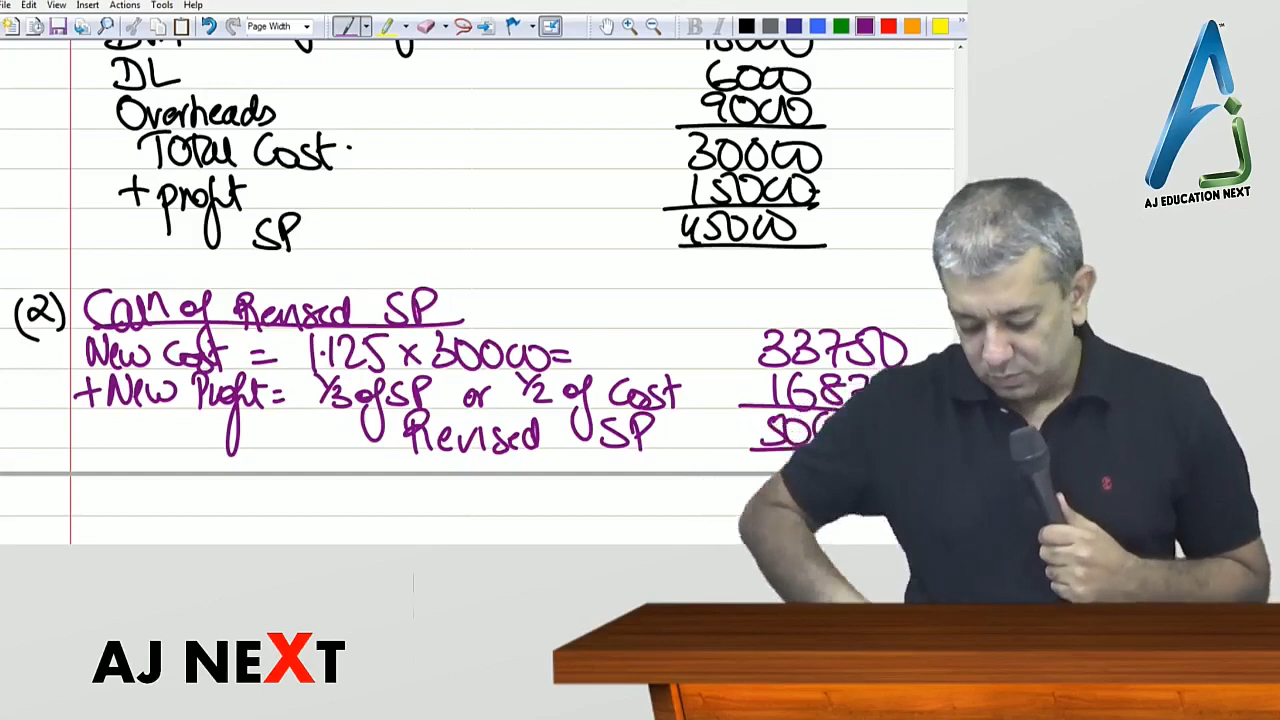 File Edit View Insert Actions Tools Help
Page Width
B I
DL 6000
Overheads 9000
Total Cost 30000
+ profit 15000
SP 45000
(2) Caln of Revised SP
New Cost = 1.125 × 30000 = 33750
+ New Profit = 1/3 of SP or 1/2 of Cost 1687
Revised SP 50
AJ EDUCATION NEXT
AJ NEXT